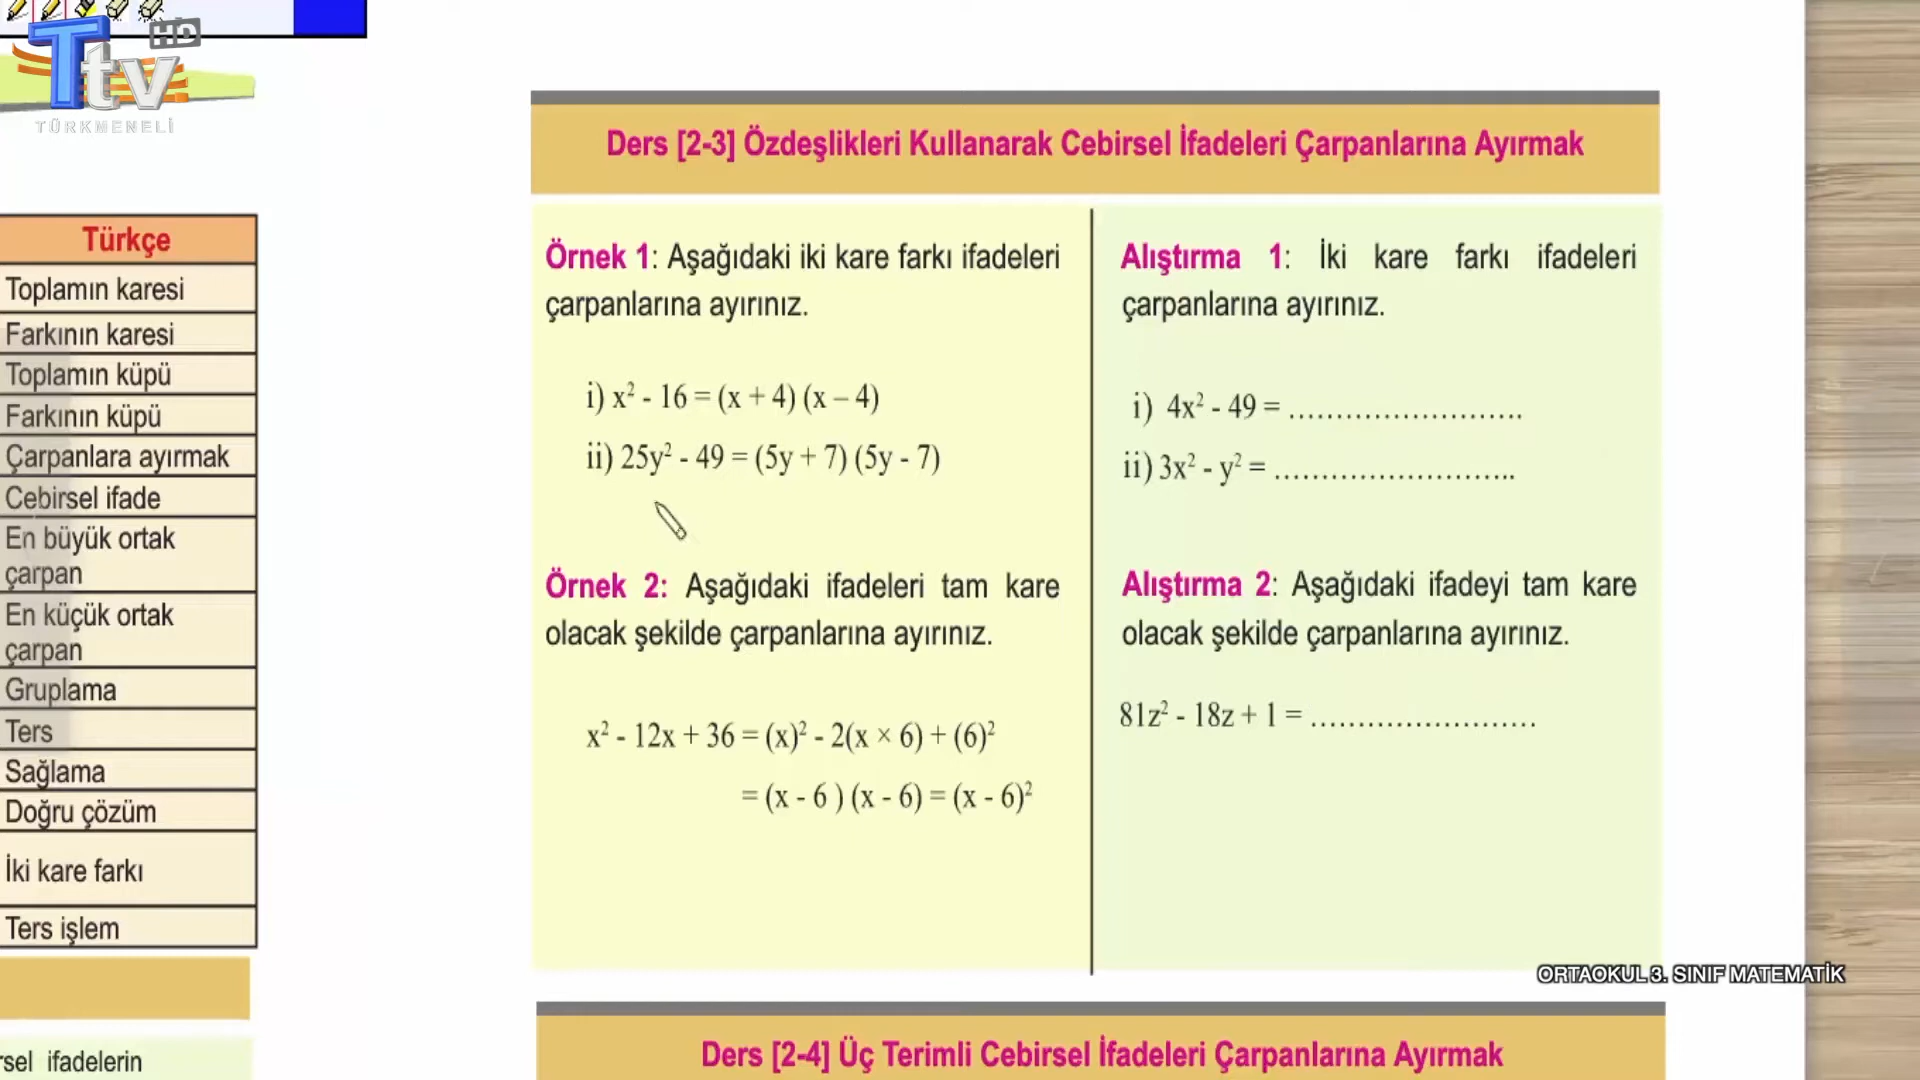 HD
Ttv
TÜRKMENELİ
Türkçe
Toplamın karesi
Farkının karesi
Toplamın küpü
Farkının küpü
Çarpanlara ayırmak
Cebirsel ifade
En büyük ortak
çarpan
En küçük ortak
çarpan
Gruplama
Ters
Sağlama
Doğru çözüm
İki kare farkı
Ters işlem
ifadelerin
Ders [2-3] Özdeşlikleri Kullanarak Cebirsel İfadeleri Çarpanlarına Ayırmak
Örnek 1: Aşağıdaki iki kare farkı ifadeleri
çarpanlarına ayırınız.
i) x² - 16 = (x + 4) (x – 4)
ii) 25y² - 49 = (5y + 7) (5y - 7)
Örnek 2: Aşağıdaki ifadeleri tam kare
olacak şekilde çarpanlarına ayırınız.
x² - 12x + 36 = (x)² - 2(x × 6) + (6)²
= (x - 6 ) (x - 6) = (x - 6)²
Alıştırma 1: İki kare farkı ifadeleri
çarpanlarına ayırınız.
i) 4x² - 49 = ……………………
ii) 3x² - y² = ……………………..
Alıştırma 2: Aşağıdaki ifadeyi tam kare
olacak şekilde çarpanlarına ayırınız.
81z² - 18z + 1 = ……………………
ORTAOKUL 3. SINIF MATEMATİK
Ders [2-4] Üç Terimli Cebirsel İfadeleri Çarpanlarına Ayırmak